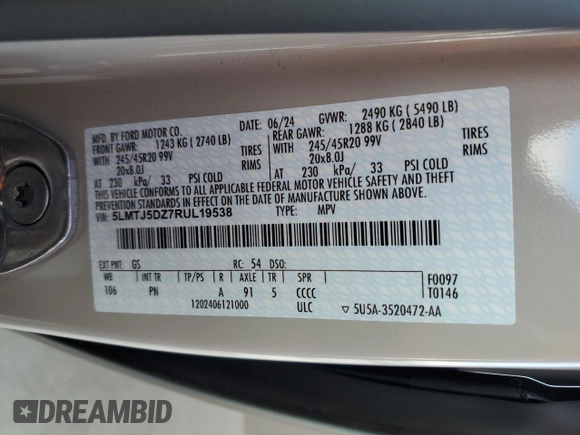 MFD. BY FORD MOTOR CO.
DATE: 06/24 GVWR: 2490 KG (5490 LB)
FRONT GAWR: 1243 KG (2740 LB) REAR GAWR: 1288 KG (2840 LB)
WITH 245/45R20 99V TIRES WITH 245/45R20 99V TIRES
20x8.0J RIMS 20x8.0J RIMS
AT 230 kPa/ 33 PSI COLD AT 230 kPa/ 33 PSI COLD
THIS VEHICLE CONFORMS TO ALL APPLICABLE FEDERAL MOTOR VEHICLE SAFETY AND THEFT
PREVENTION STANDARDS IN EFFECT ON THE DATE OF MANUFACTURE SHOWN ABOVE.
VIN: 5LMTJ5DZ7RUL19538 TYPE: MPV
EXT PNT: GS RC: 54 DSO:
WB INT TR TP/PS R AXLE TR SPR
106 PN A 91 5 CCCC
F0097
T0146
1202406121000 ULC 5U5A-3520472-AA
DREAMBID